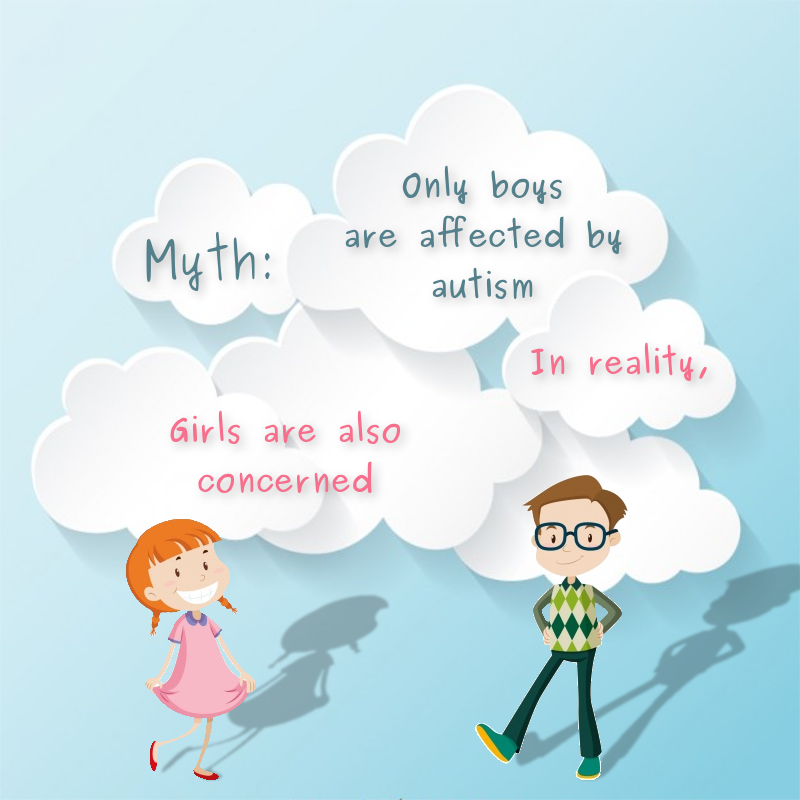 Myth:
Only boys
are affected by
autism
In reality,
Girls are also
concerned